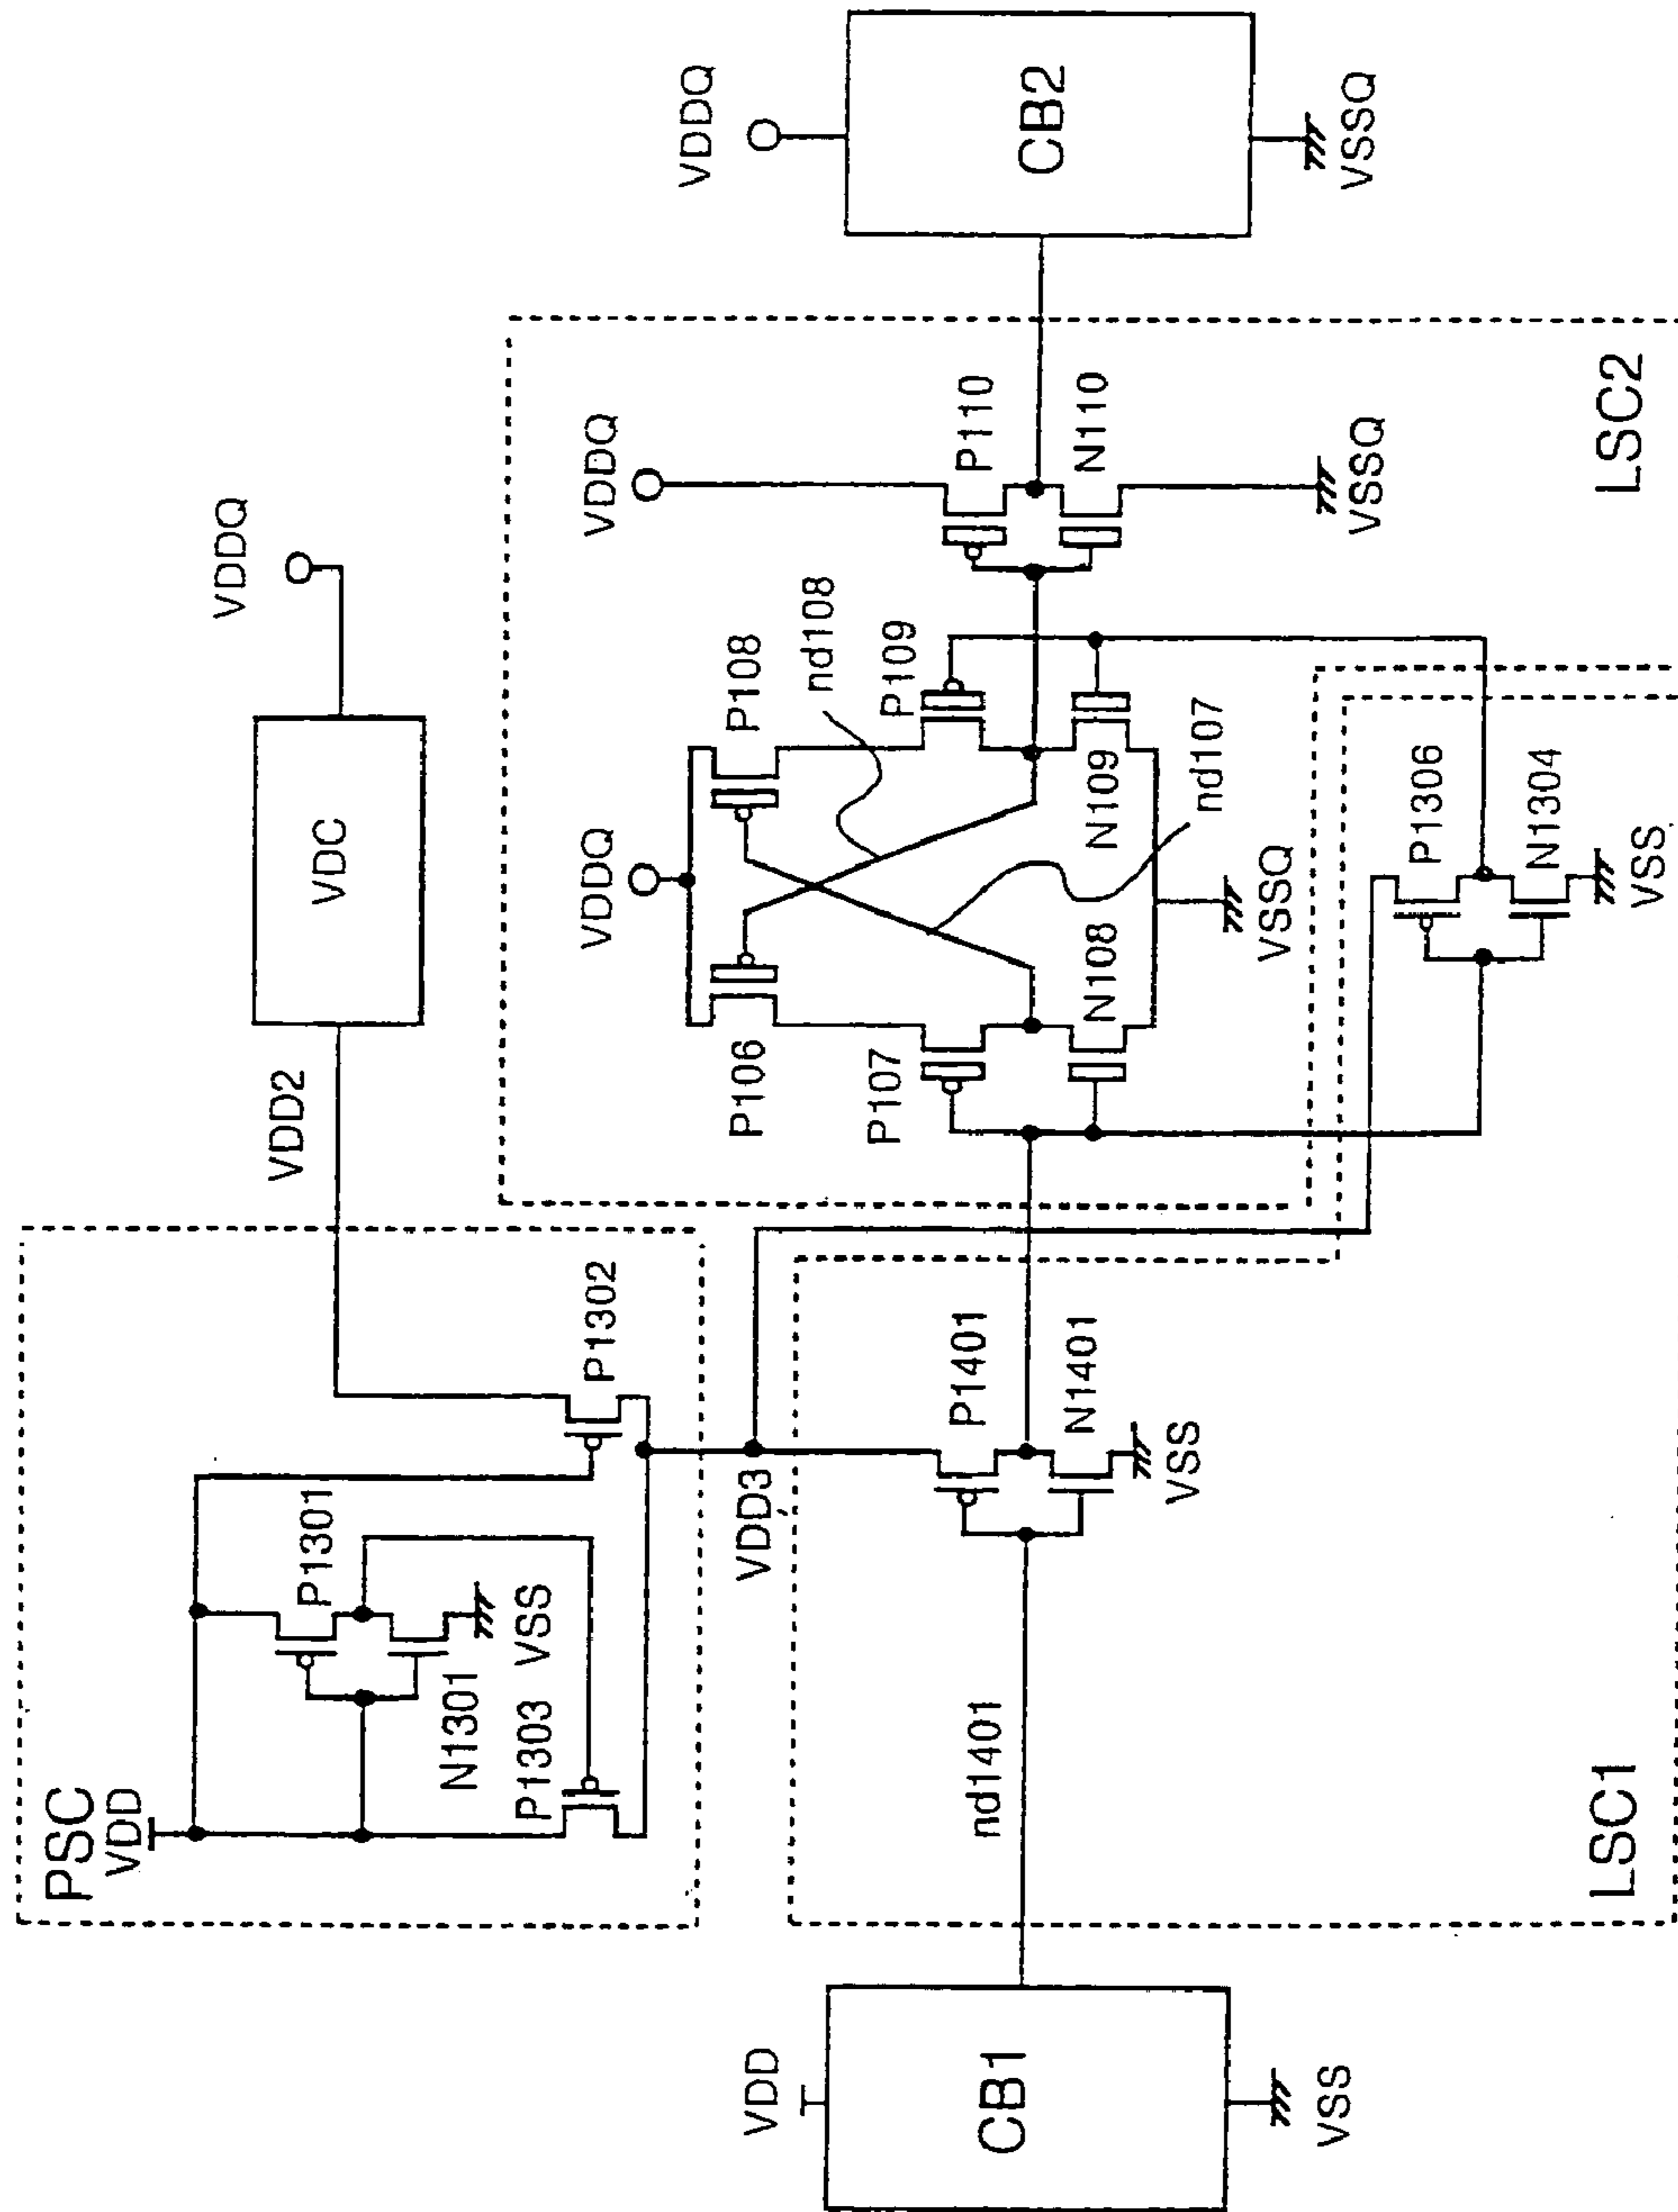 PSC
VDD
P1301
N1301
VSS
P1303
P1302
VDD2
VDC
VDDQ
VDD3
VDD
CB1
VSS
nd1401
P1401
N1401
VSS
LSC1
VDDQ
P106
P108
nd108
P107
P109
N108
N109
nd107
VSSQ
P1306
N1304
VSS
VDDQ
P110
N110
VSSQ
LSC2
VDDQ
CB2
VSSQ